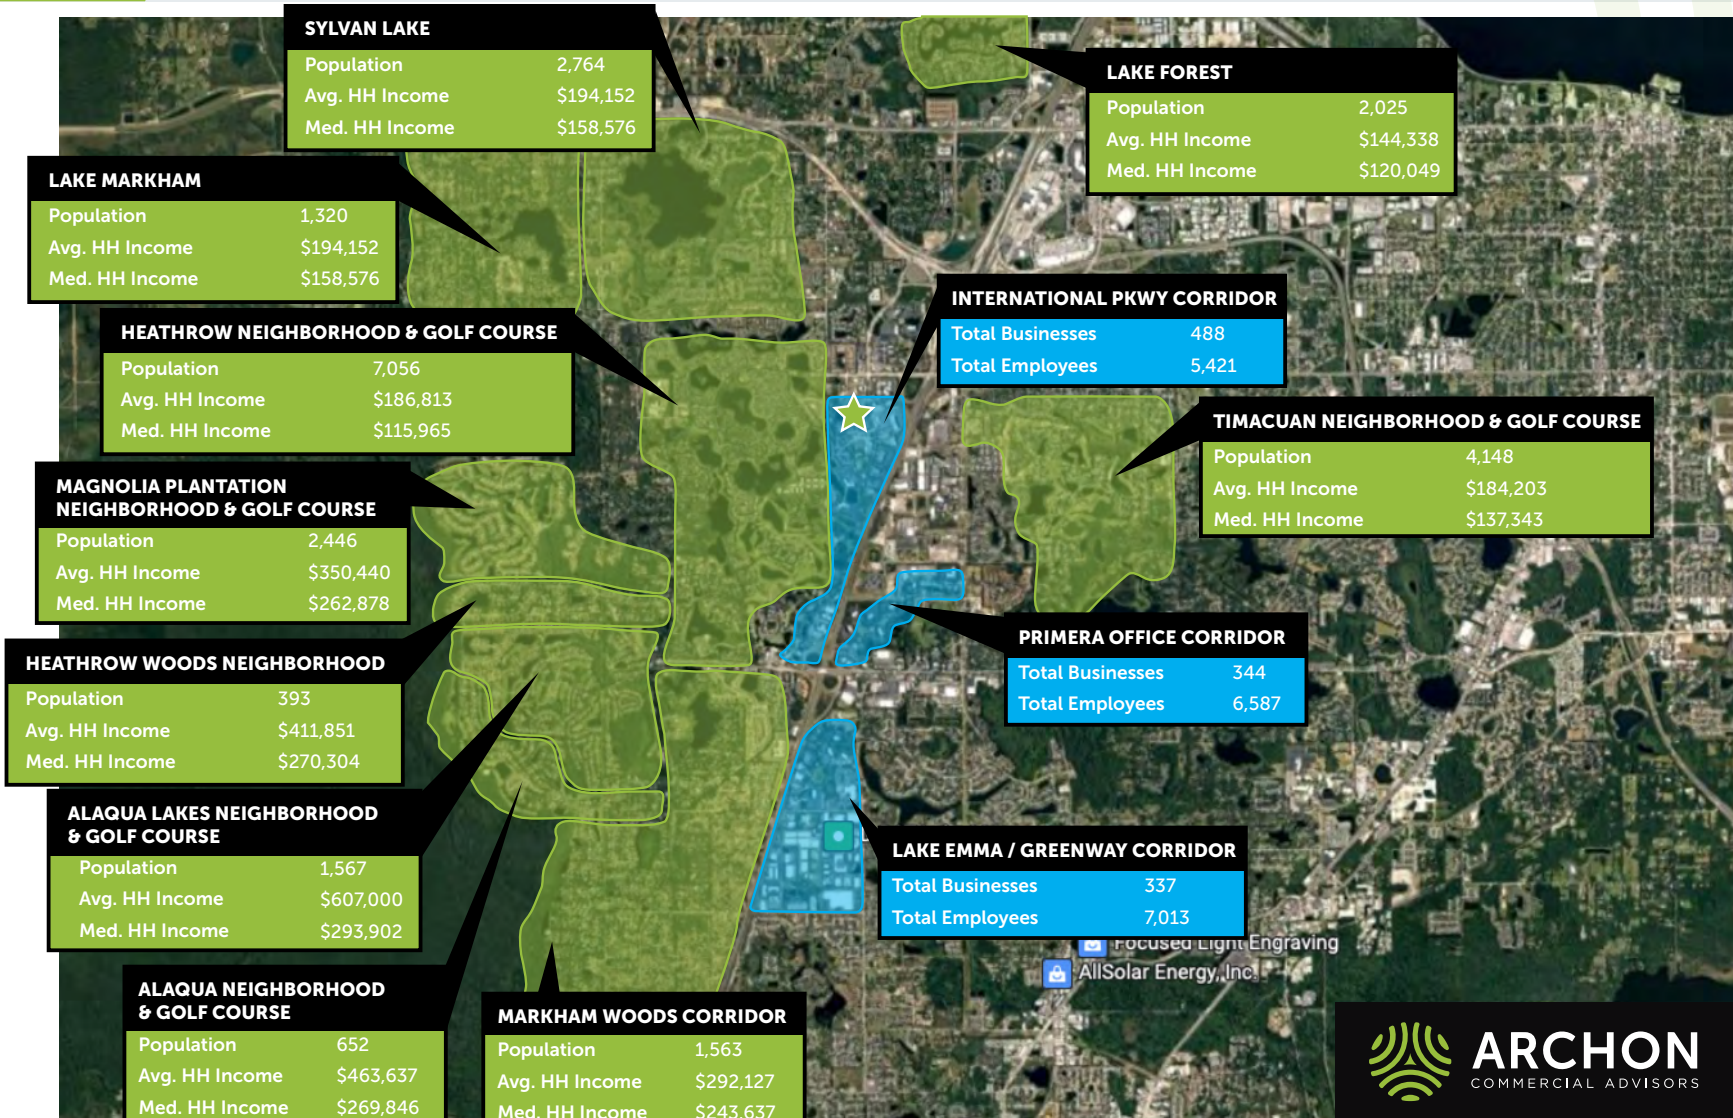 SYLVAN LAKE
Population 2,764
Avg. HH Income $194,152
Med. HH Income $158,576
LAKE FOREST
Population 2,025
Avg. HH Income $144,338
Med. HH Income $120,049
LAKE MARKHAM
Population 1,320
Avg. HH Income $194,152
Med. HH Income $158,576
INTERNATIONAL PKWY CORRIDOR
Total Businesses 488
Total Employees 5,421
HEATHROW NEIGHBORHOOD & GOLF COURSE
Population 7,056
Avg. HH Income $186,813
Med. HH Income $115,965
TIMACUAN NEIGHBORHOOD & GOLF COURSE
Population 4,148
Avg. HH Income $184,203
Med. HH Income $137,343
MAGNOLIA PLANTATION
NEIGHBORHOOD & GOLF COURSE
Population 2,446
Avg. HH Income $350,440
Med. HH Income $262,878
PRIMERA OFFICE CORRIDOR
Total Businesses 344
Total Employees 6,587
HEATHROW WOODS NEIGHBORHOOD
Population 393
Avg. HH Income $411,851
Med. HH Income $270,304
ALAQUA LAKES NEIGHBORHOOD
& GOLF COURSE
Population 1,567
Avg. HH Income $607,000
Med. HH Income $293,902
LAKE EMMA / GREENWAY CORRIDOR
Total Businesses 337
Total Employees 7,013
Focused Light Engraving
AllSolar Energy, Inc.
ALAQUA NEIGHBORHOOD
& GOLF COURSE
Population 652
Avg. HH Income $463,637
Med. HH Income $269,846
MARKHAM WOODS CORRIDOR
Population 1,563
Avg. HH Income $292,127
Med. HH Income $243,637
ARCHON
COMMERCIAL ADVISORS